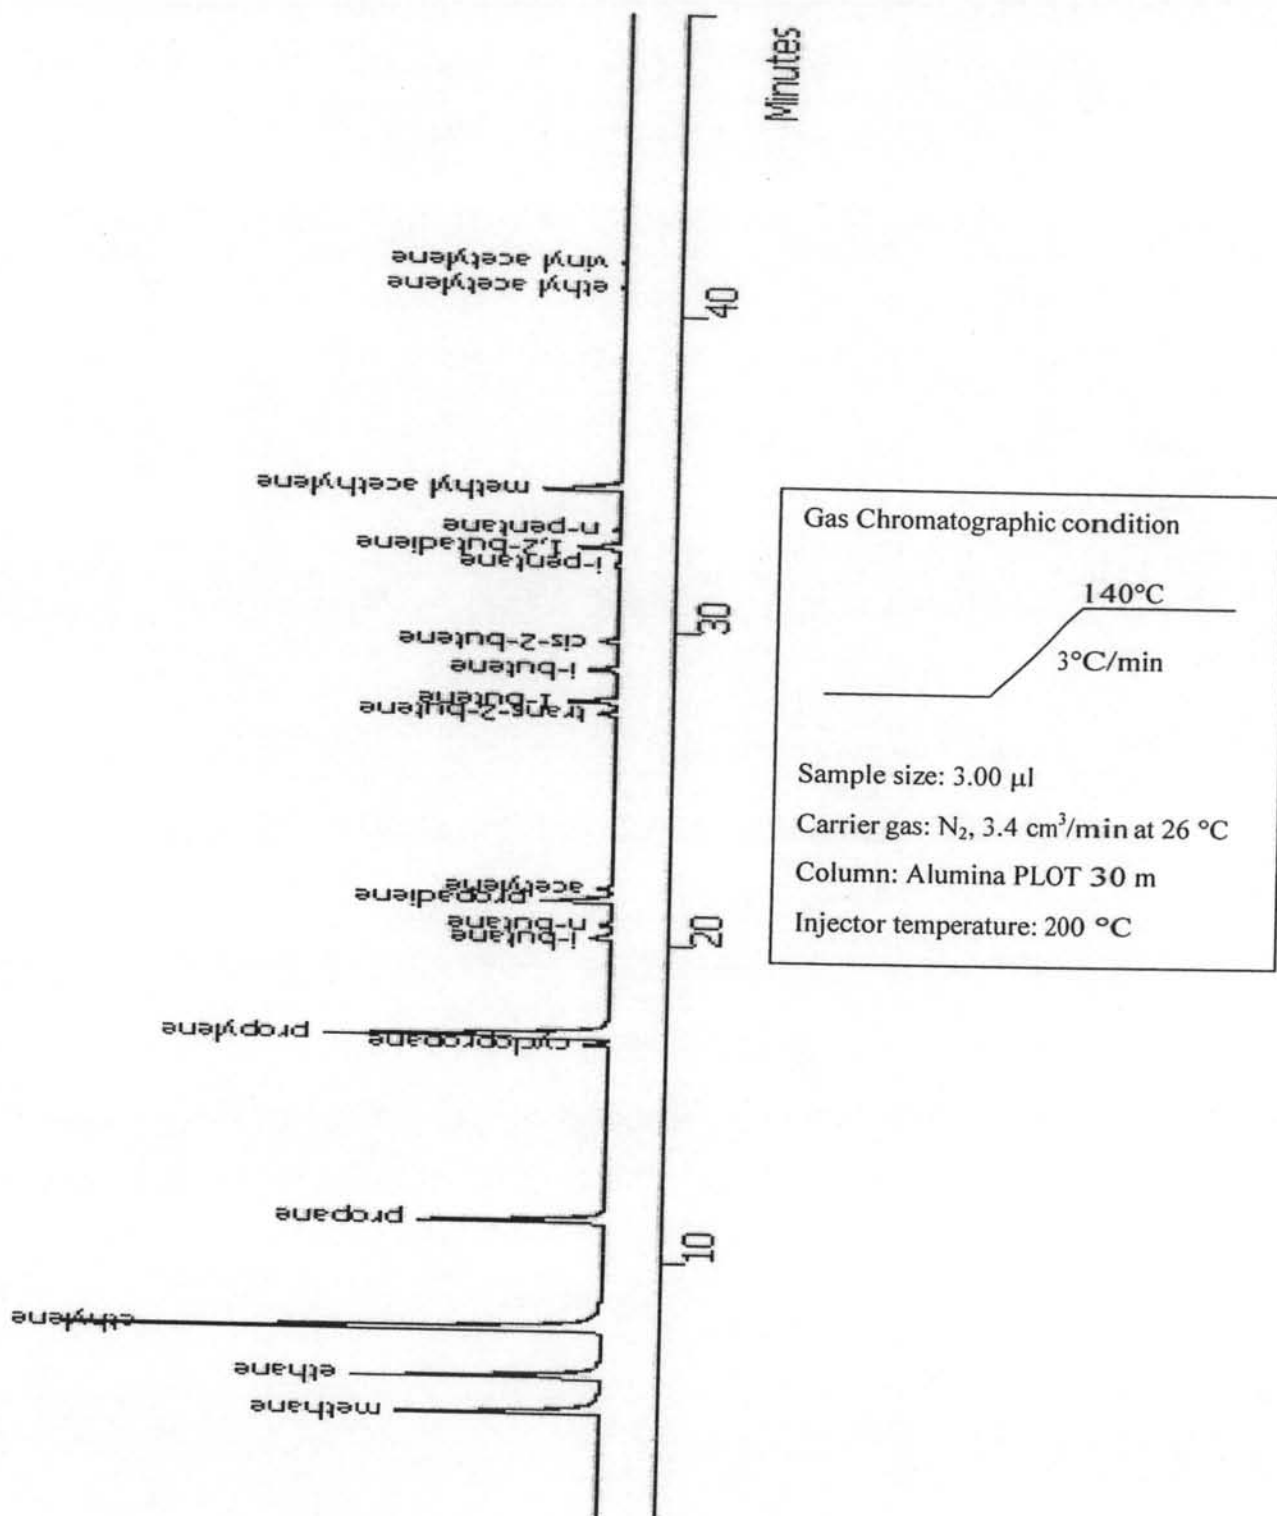 Minutes
vinyl acetylene
ethyl acetylene
40
methyl acethylene
n-pentane
1,2-butadiene
i-pentane
30
cis-2-butene
i-butene
1-butene
trans-2-butene
acetylene
propadiene
n-butane
i-butane
20
propylene
cyclopropane
propane
10
ethylene
ethane
methane
Gas Chromatographic condition
140°C
3°C/min
Sample size: 3.00 µl
Carrier gas: N₂, 3.4 cm³/min at 26 °C
Column: Alumina PLOT 30 m
Injector temperature: 200 °C